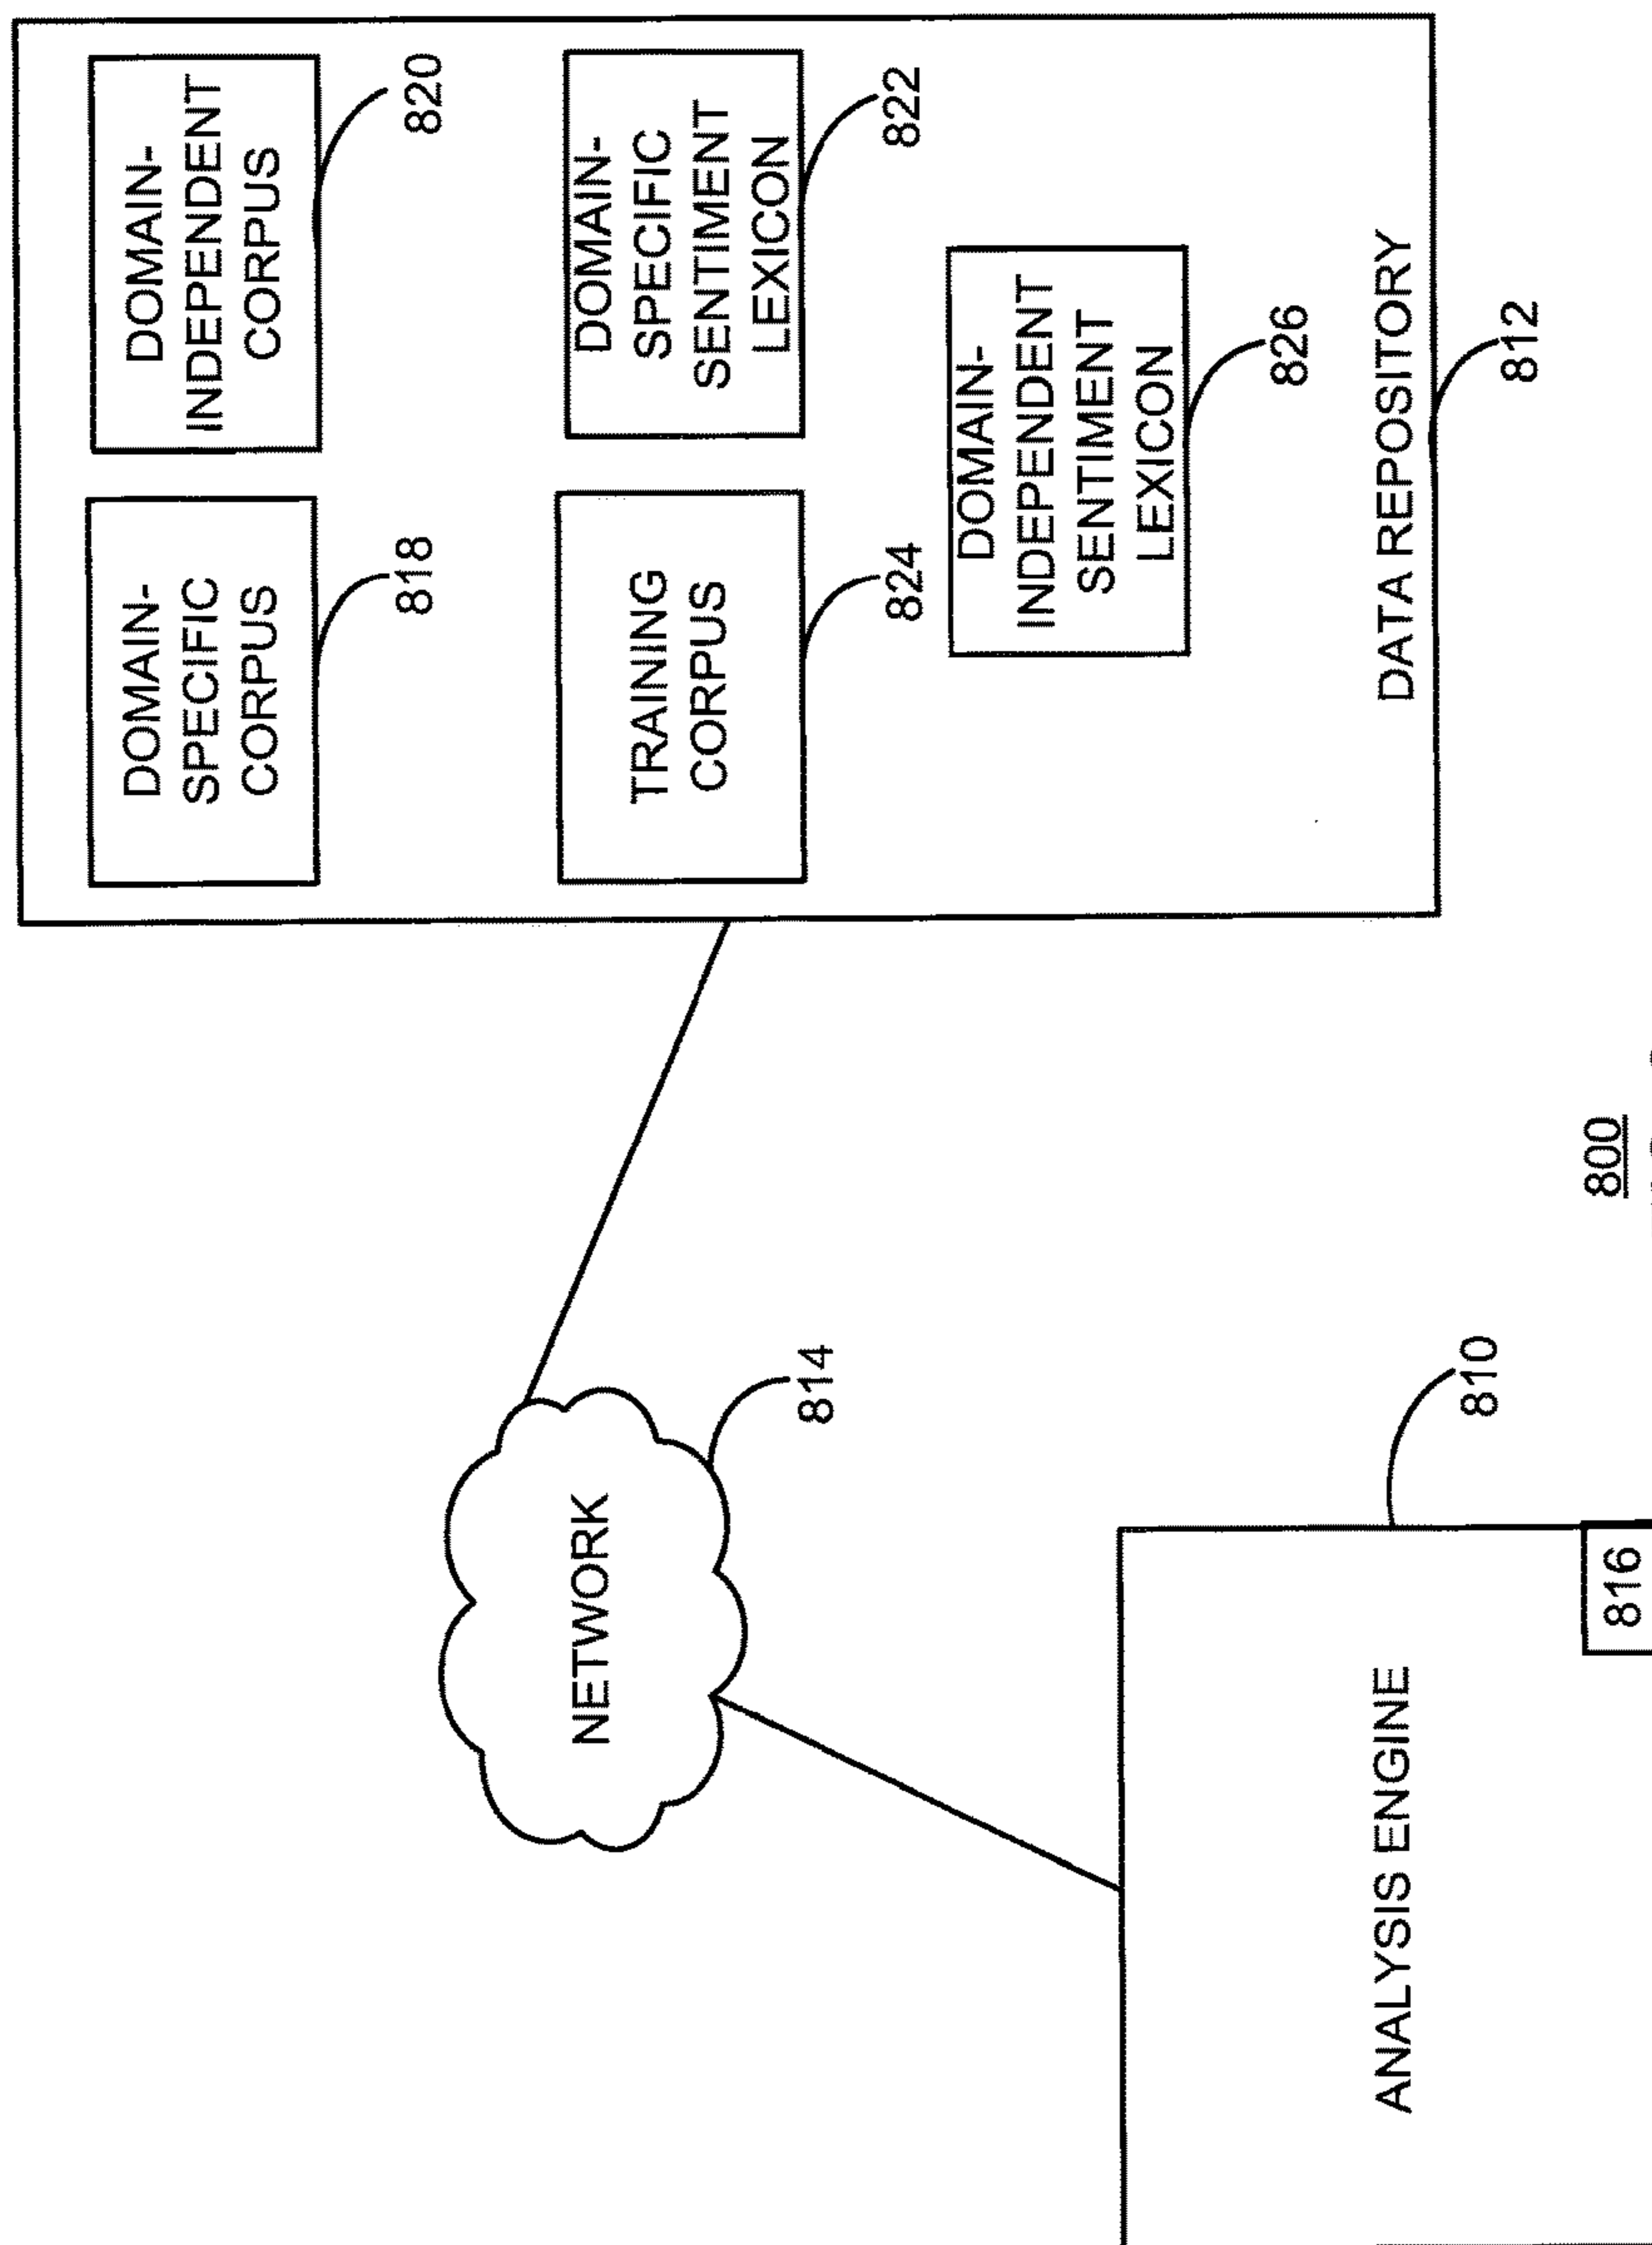 DOMAIN-
SPECIFIC
CORPUS
818
DOMAIN-
INDEPENDENT
CORPUS
820
NETWORK
814
TRAINING
CORPUS
824
DOMAIN-
SPECIFIC
SENTIMENT
LEXICON
822
DOMAIN-
INDEPENDENT
SENTIMENT
LEXICON
826
ANALYSIS ENGINE
810
816
DATA REPOSITORY
812
800